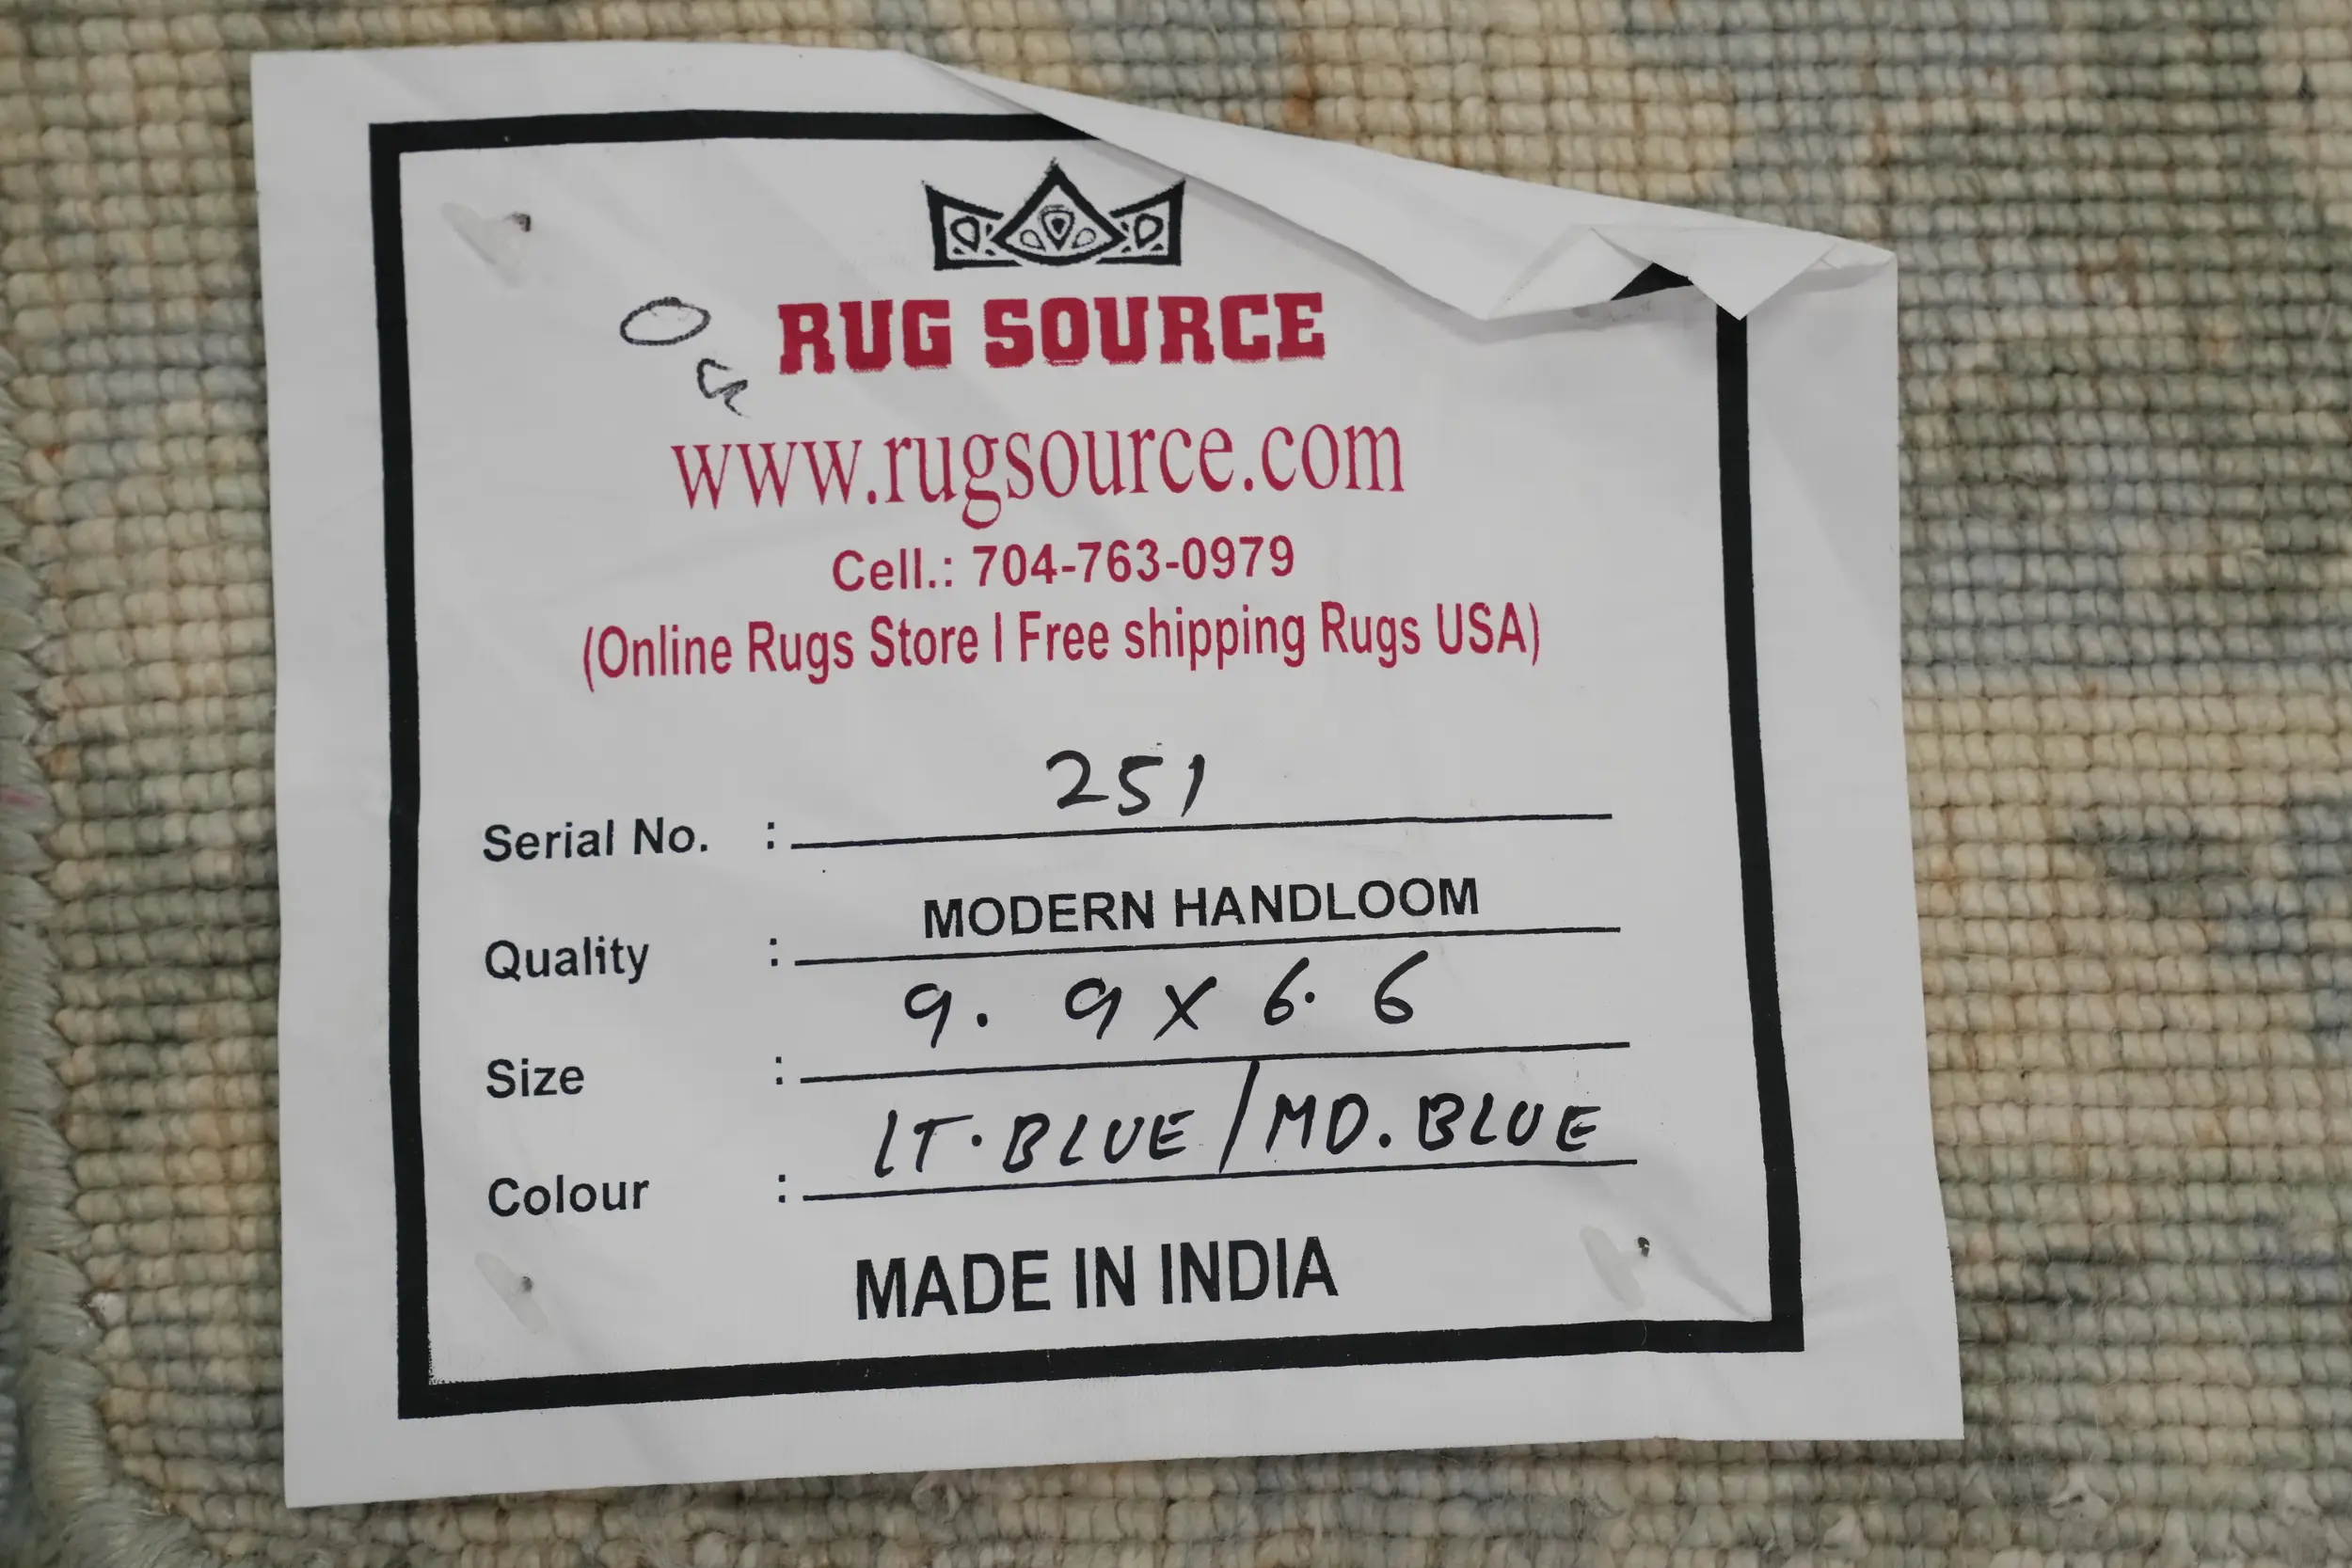 RUG SOURCE
www.rugsource.com
Cell.: 704-763-0979
(Online Rugs Store I Free shipping Rugs USA)
Serial No. : 251
Quality : MODERN HANDLOOM
Size : 9. 9 X 6. 6
Colour : LT. BLUE / MD. BLUE
MADE IN INDIA